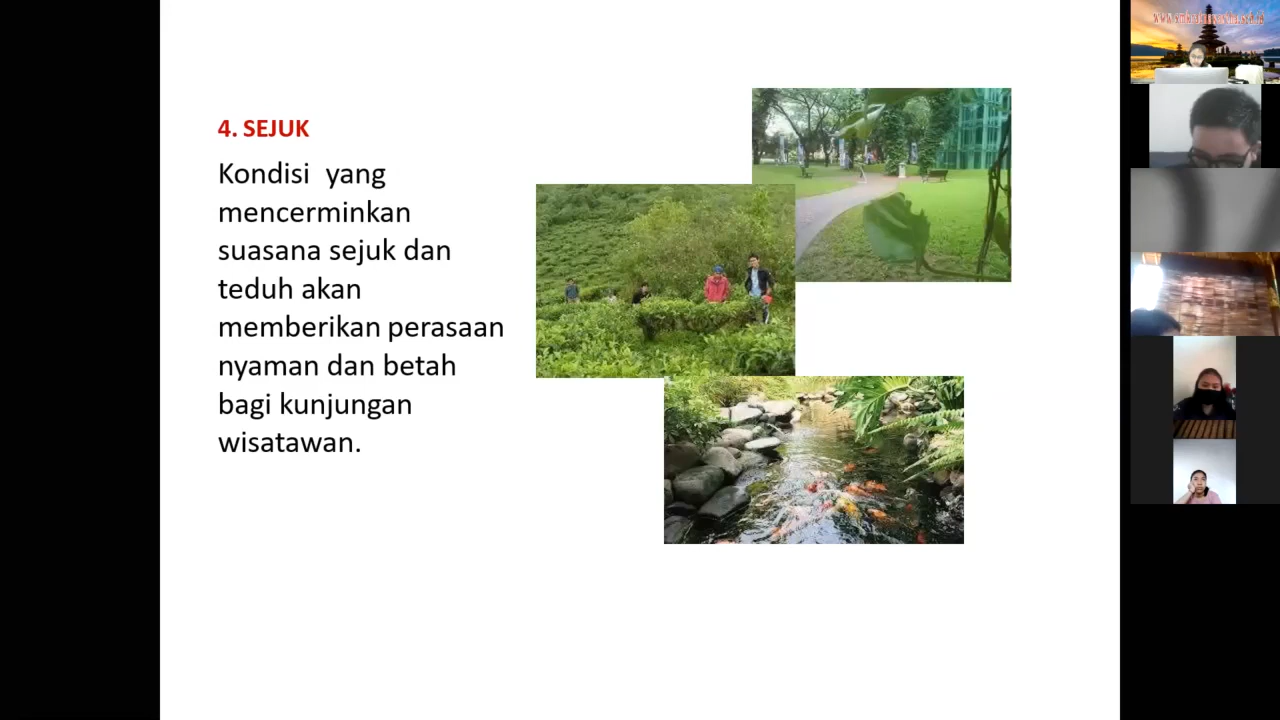 4. SEJUK
Kondisi yang
mencerminkan
suasana sejuk dan
teduh akan
memberikan perasaan
nyaman dan betah
bagi kunjungan
wisatawan.